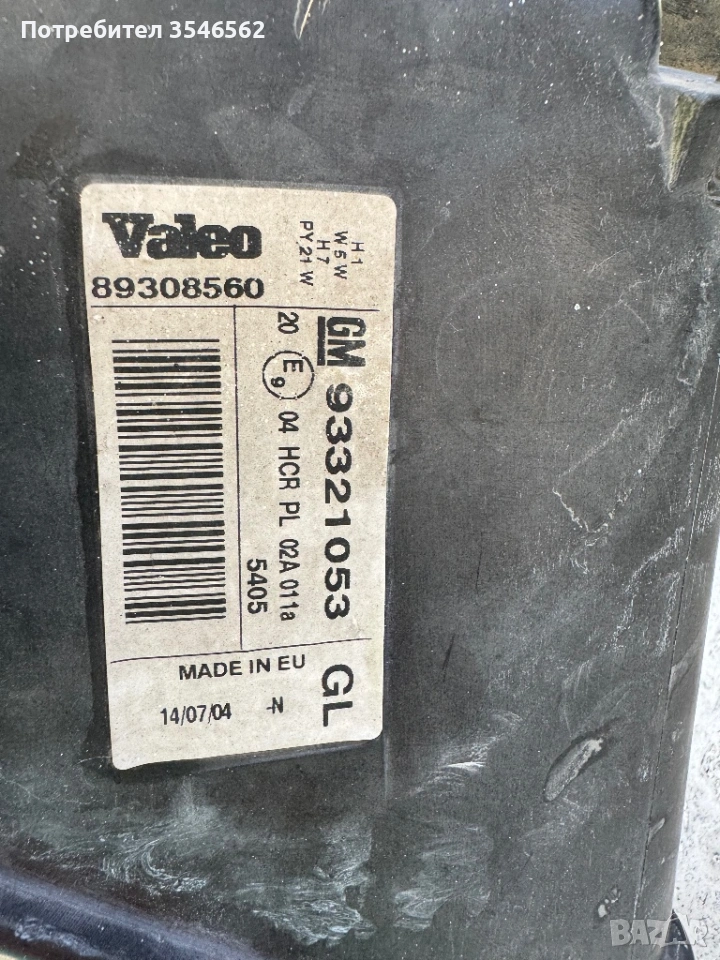 Потребител 3546562
Valeo
89308560
H1
W5W
H7
PY21W
GM 93321053 GL
20 E9 04 HCR PL 02A 011a
5405
MADE IN EU
14/07/04 -N
BAZAR